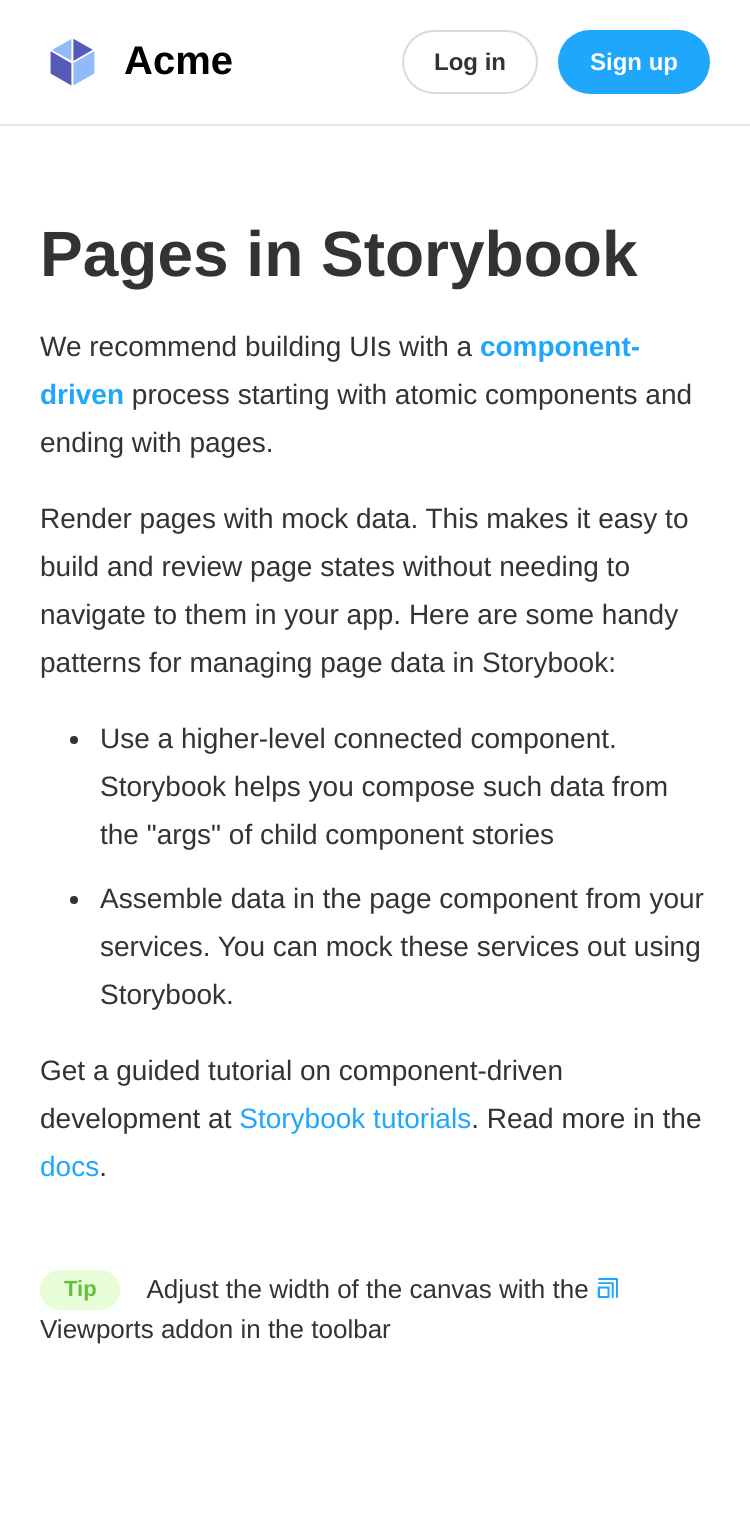 Acme
Log in
Sign up
Pages in Storybook
We recommend building UIs with a component-
driven process starting with atomic components and
ending with pages.
Render pages with mock data. This makes it easy to
build and review page states without needing to
navigate to them in your app. Here are some handy
patterns for managing page data in Storybook:
• Use a higher-level connected component.
Storybook helps you compose such data from
the "args" of child component stories
• Assemble data in the page component from your
services. You can mock these services out using
Storybook.
Get a guided tutorial on component-driven
development at Storybook tutorials. Read more in the
docs.
Tip Adjust the width of the canvas with the
Viewports addon in the toolbar